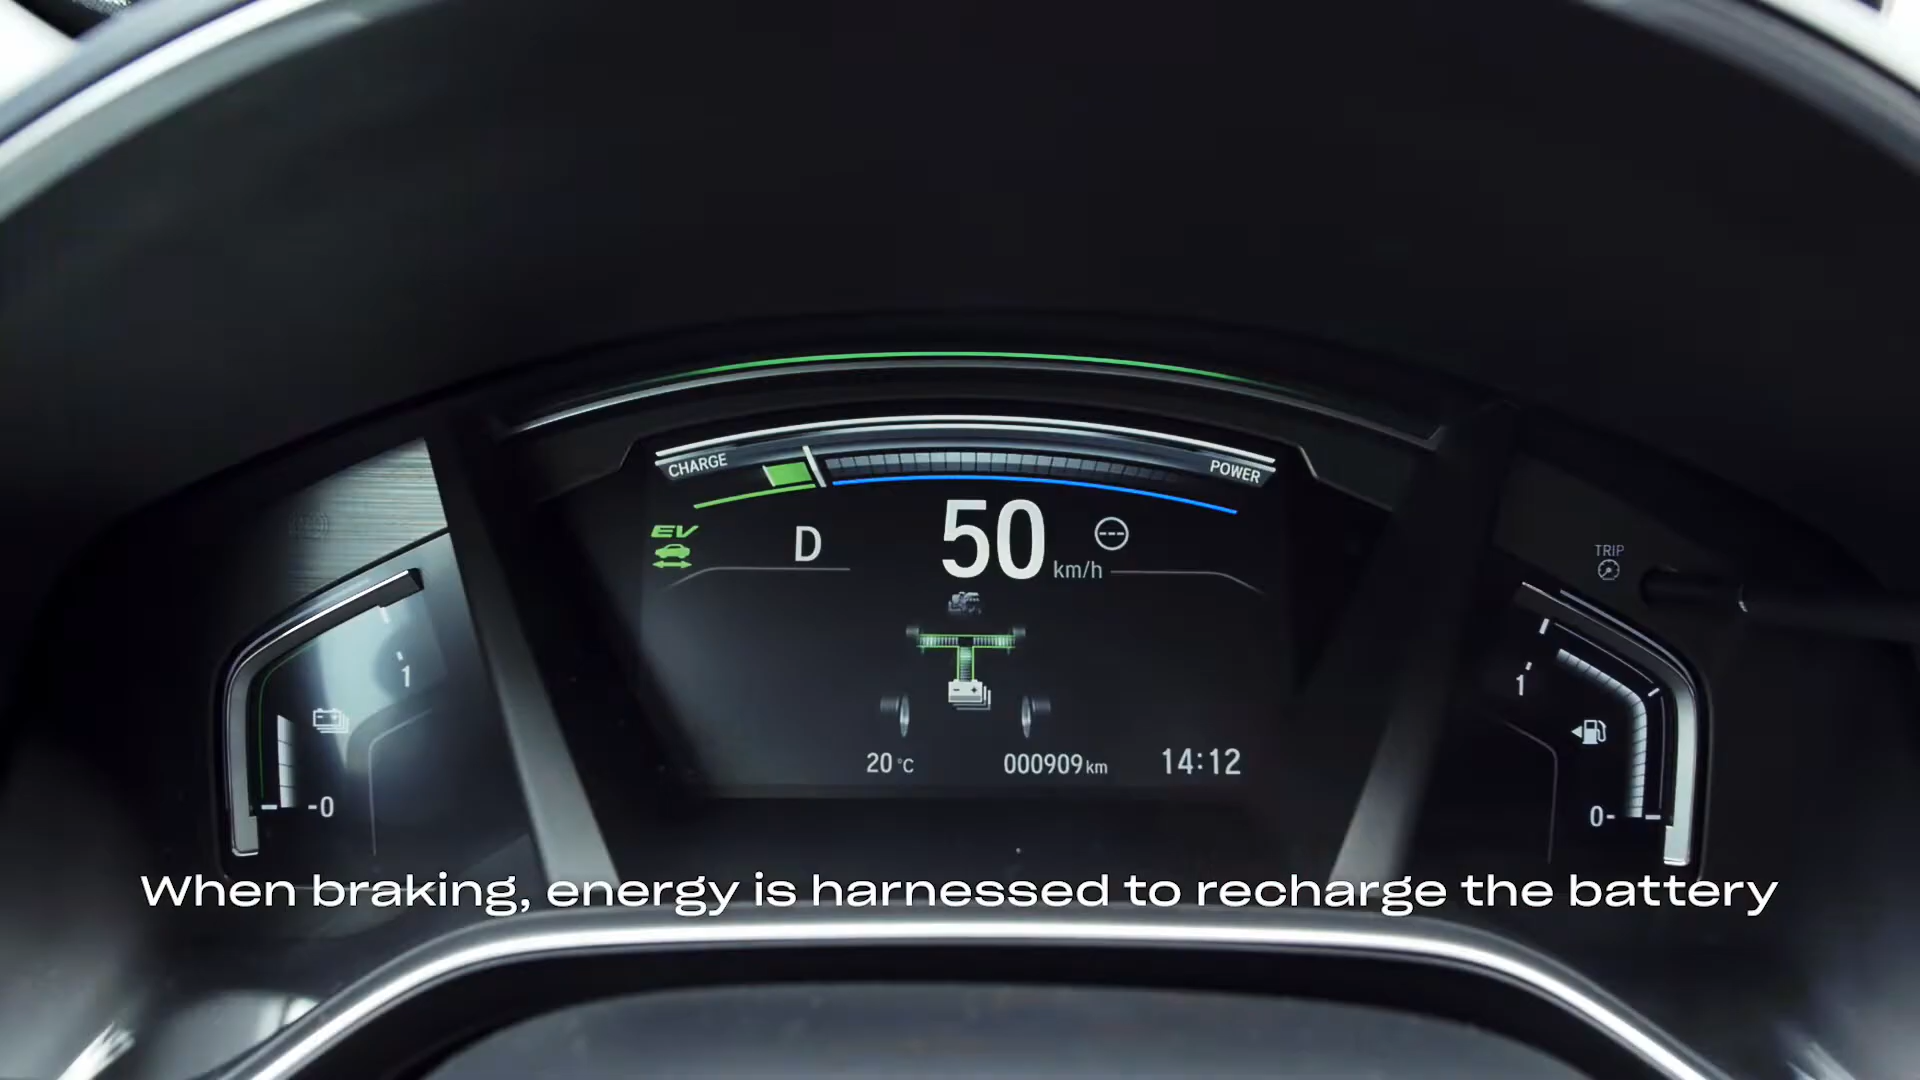 CHARGE
POWER
EV
D
50 km/h
TRIP
1
1
20 °C
000909 km
14:12
-0
0-
When braking, energy is harnessed to recharge the battery